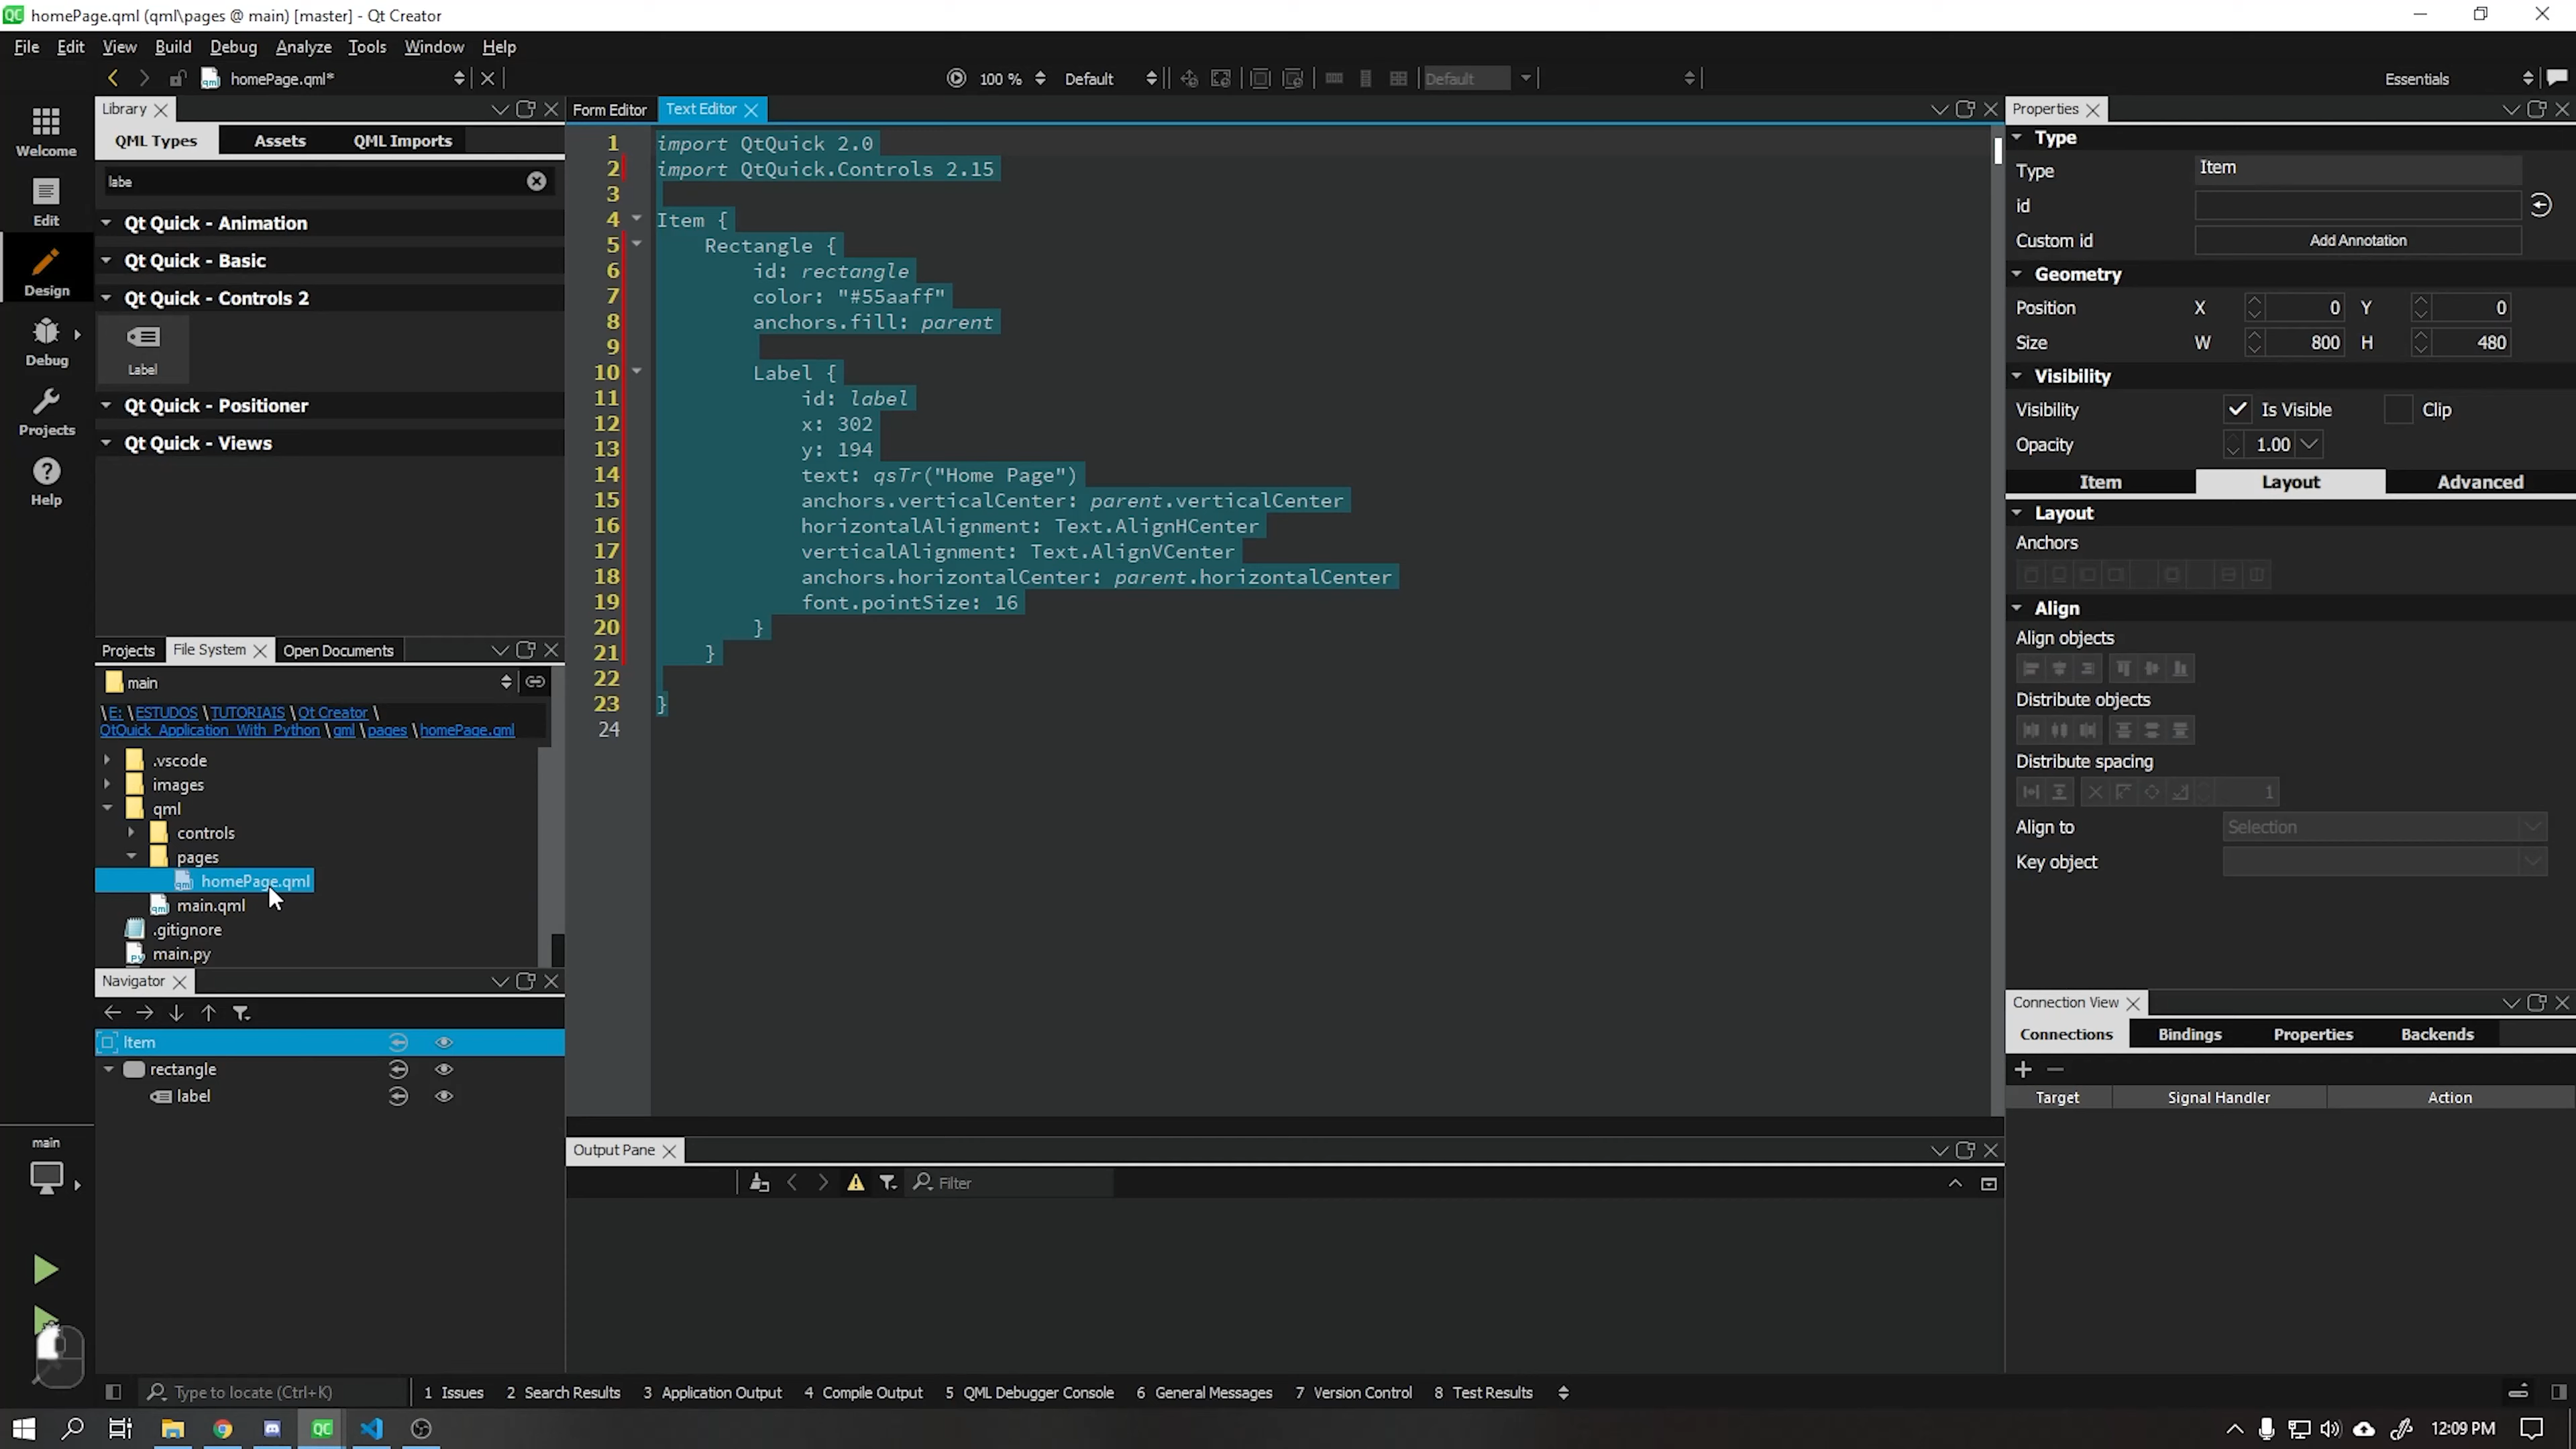 homePage.qml (qml\pages @ main) [master] - Qt Creator
File Edit View Build Debug Analyze Tools Window Help
homePage.qml* 100 % Default Default Essentials
Library
QML Types Assets QML Imports
labe
Qt Quick - Animation
Qt Quick - Basic
Qt Quick - Controls 2
Label
Qt Quick - Positioner
Qt Quick - Views
Welcome
Edit
Design
Debug
Projects
Help
Form Editor Text Editor
1 import QtQuick 2.0
2 import QtQuick.Controls 2.15
3
4 Item {
5 Rectangle {
6 id: rectangle
7 color: "#55aaff"
8 anchors.fill: parent
9
10 Label {
11 id: label
12 x: 302
13 y: 194
14 text: qsTr("Home Page")
15 anchors.verticalCenter: parent.verticalCenter
16 horizontalAlignment: Text.AlignHCenter
17 verticalAlignment: Text.AlignVCenter
18 anchors.horizontalCenter: parent.horizontalCenter
19 font.pointSize: 16
20 }
21 }
22
23 }
24
Projects File System Open Documents
main
\E: \ESTUDOS \TUTORIAIS \Qt Creator \
QtQuick_Application_With_Python \qml \pages \homePage.qml
.vscode
images
qml
controls
pages
homePage.qml
main.qml
.gitignore
main.py
Navigator
Item
rectangle
label
main
Output Pane
Filter
Properties
Type
Type Item
id
Custom id Add Annotation
Geometry
Position X 0 Y 0
Size W 800 H 480
Visibility
Visibility Is Visible Clip
Opacity 1.00
Item Layout Advanced
Layout
Anchors
Align
Align objects
Distribute objects
Distribute spacing
1
Align to Selection
Key object
Connection View
Connections Bindings Properties Backends
Target Signal Handler Action
Type to locate (Ctrl+K) 1 Issues 2 Search Results 3 Application Output 4 Compile Output 5 QML Debugger Console 6 General Messages 7 Version Control 8 Test Results
12:09 PM